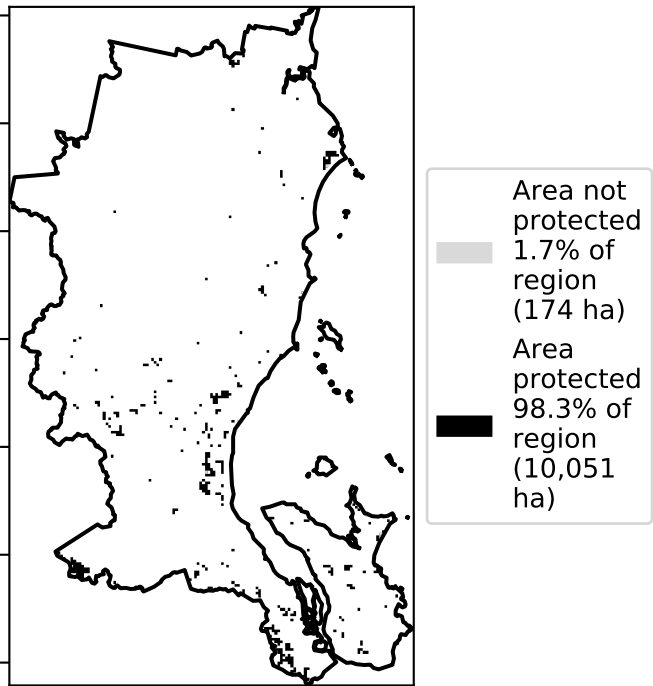 Area not
protected
1.7% of
region
(174 ha)
Area
protected
98.3% of
region
(10,051
ha)